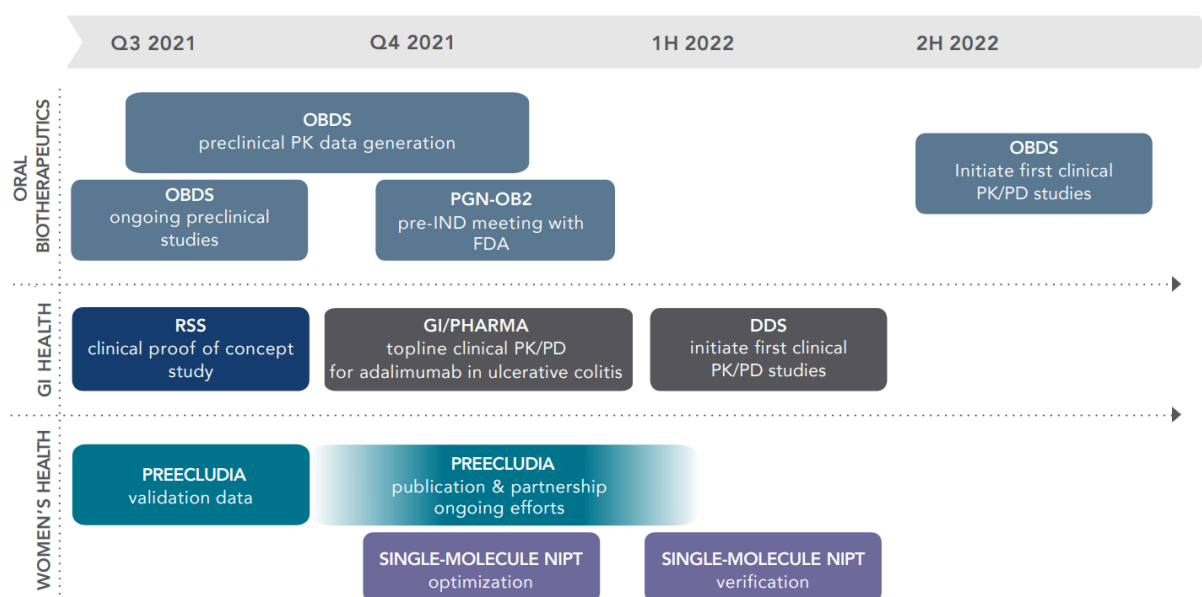 Q3 2021
Q4 2021
1H 2022
2H 2022
ORAL
BIOTHERAPEUTICS
OBDS
preclinical PK data generation
OBDS
ongoing preclinical
studies
PGN-OB2
pre-IND meeting with
FDA
OBDS
Initiate first clinical
PK/PD studies
GI HEALTH
RSS
clinical proof of concept
study
GI/PHARMA
topline clinical PK/PD
for adalimumab in ulcerative colitis
DDS
initiate first clinical
PK/PD studies
WOMEN'S HEALTH
PREECLUDIA
validation data
PREECLUDIA
publication & partnership
ongoing efforts
SINGLE-MOLECULE NIPT
optimization
SINGLE-MOLECULE NIPT
verification